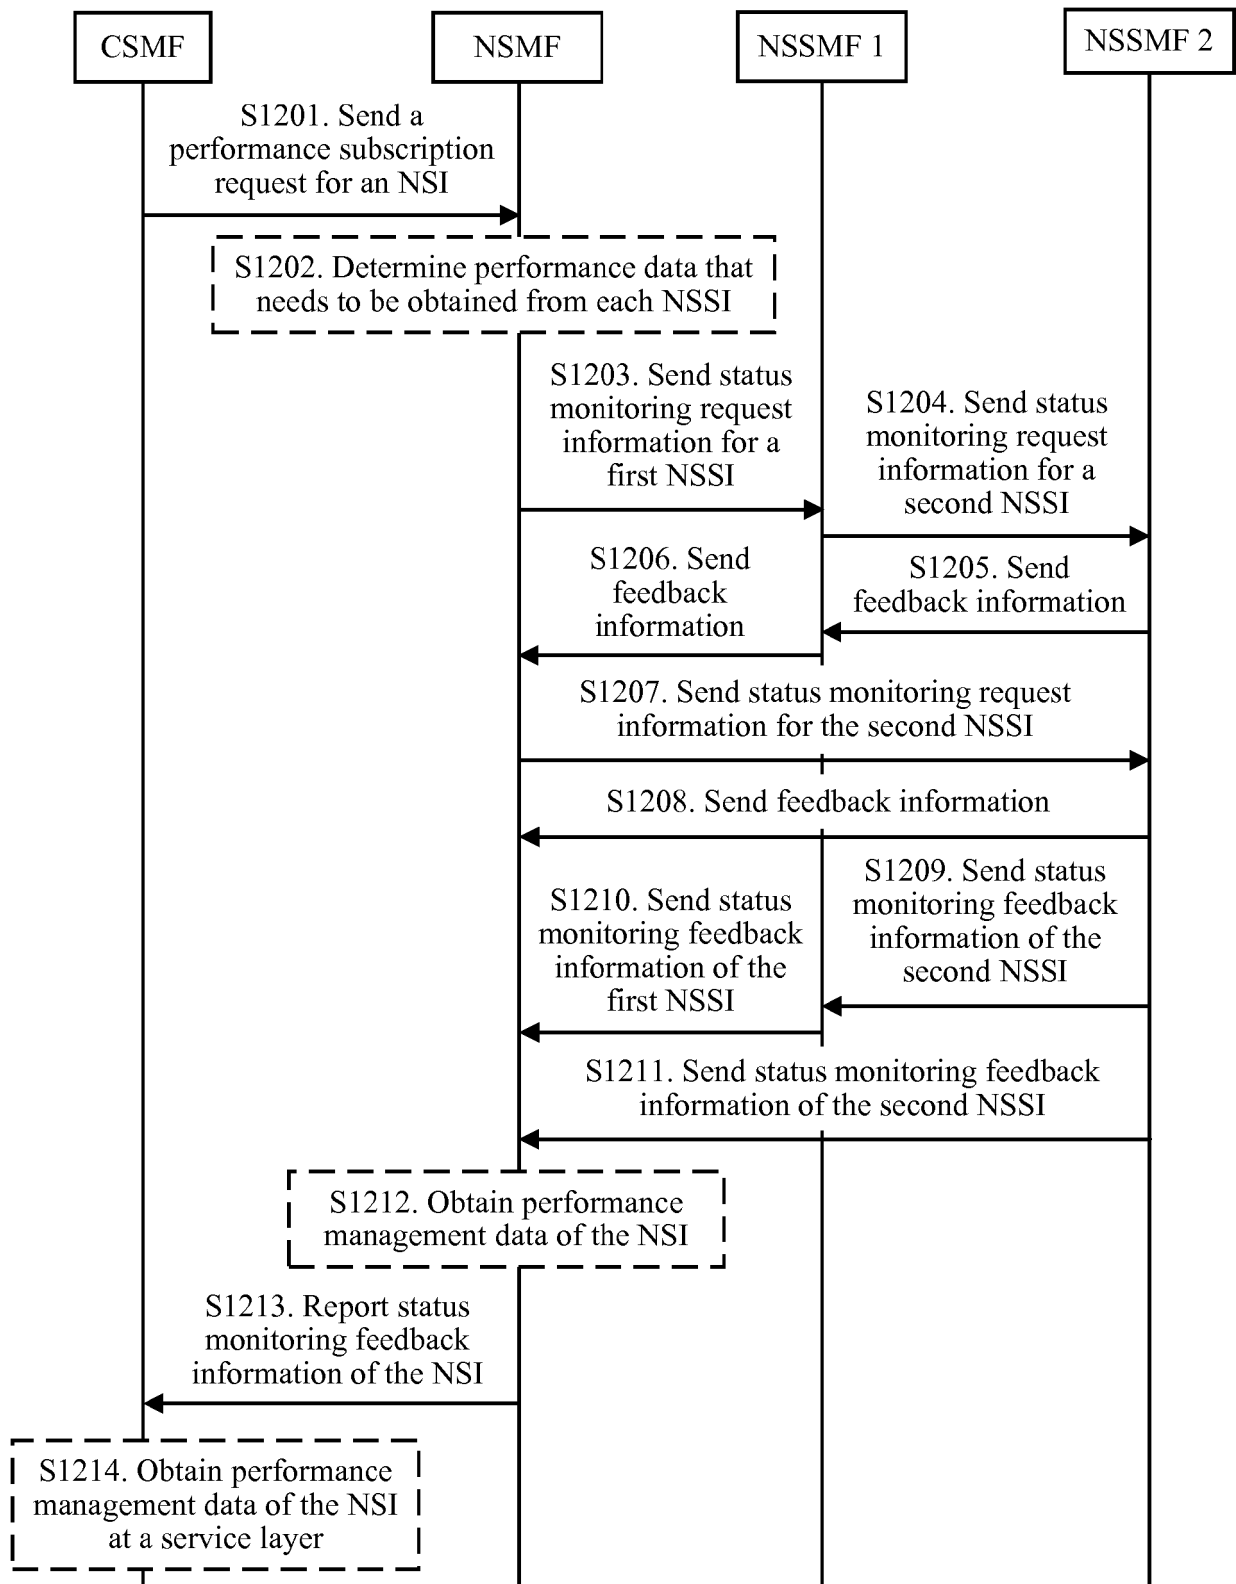 CSMF
NSMF
NSSMF 1
NSSMF 2
S1201. Send a
performance subscription
request for an NSI
S1202. Determine performance data that
needs to be obtained from each NSSI
S1203. Send status
monitoring request
information for a
first NSSI
S1204. Send status
monitoring request
information for a
second NSSI
S1206. Send
feedback
information
S1205. Send
feedback information
S1207. Send status monitoring request
information for the second NSSI
S1208. Send feedback information
S1209. Send status
monitoring feedback
information of the
second NSSI
S1210. Send status
monitoring feedback
information of the
first NSSI
S1211. Send status monitoring feedback
information of the second NSSI
S1212. Obtain performance
management data of the NSI
S1213. Report status
monitoring feedback
information of the NSI
S1214. Obtain performance
management data of the NSI
at a service layer